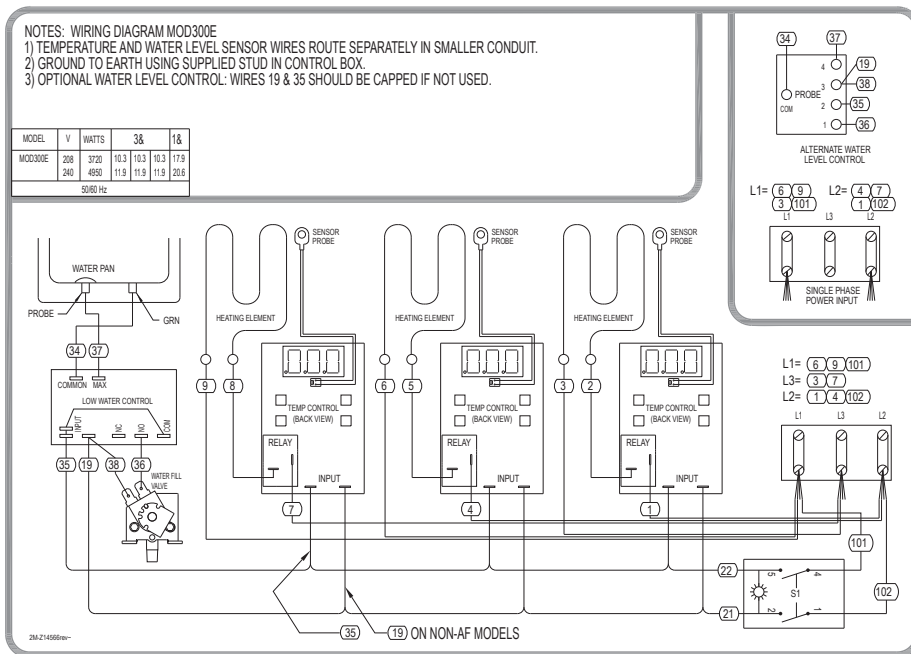 NOTES: WIRING DIAGRAM MOD300E
1) TEMPERATURE AND WATER LEVEL SENSOR WIRES ROUTE SEPARATELY IN SMALLER CONDUIT.
2) GROUND TO EARTH USING SUPPLIED STUD IN CONTROL BOX.
3) OPTIONAL WATER LEVEL CONTROL: WIRES 19 & 35 SHOULD BE CAPPED IF NOT USED.
MODEL V WATTS 3& 1&
MOD300E 208 3720 10.3 10.3 10.3 17.9
240 4950 11.9 11.9 11.9 20.6
50/60 Hz
34 37
4
19
3 38
PROBE
COM
2 35
1 36
ALTERNATE WATER
LEVEL CONTROL
L1= 6 9 L2= 4 7
3 101 1 102
L1 L3 L2
SINGLE PHASE
POWER INPUT
WATER PAN
PROBE
GRN
34 37
COMMON MAX
LOW WATER CONTROL
INPUT NC NO COM
35 19 38 36
WATER FILL
VALVE
SENSOR
PROBE
HEATING ELEMENT
9 8
TEMP CONTROL
(BACK VIEW)
RELAY
INPUT
7
SENSOR
PROBE
HEATING ELEMENT
6 5
TEMP CONTROL
(BACK VIEW)
RELAY
INPUT
4
SENSOR
PROBE
HEATING ELEMENT
3 2
TEMP CONTROL
(BACK VIEW)
RELAY
INPUT
1
L1= 6 9 101
L3= 3 7
L2= 1 4 102
L1 L3 L2
101
22 5 4
S1
102
21 2 1
35 19 ON NON-AF MODELS
2M-Z14566rev~